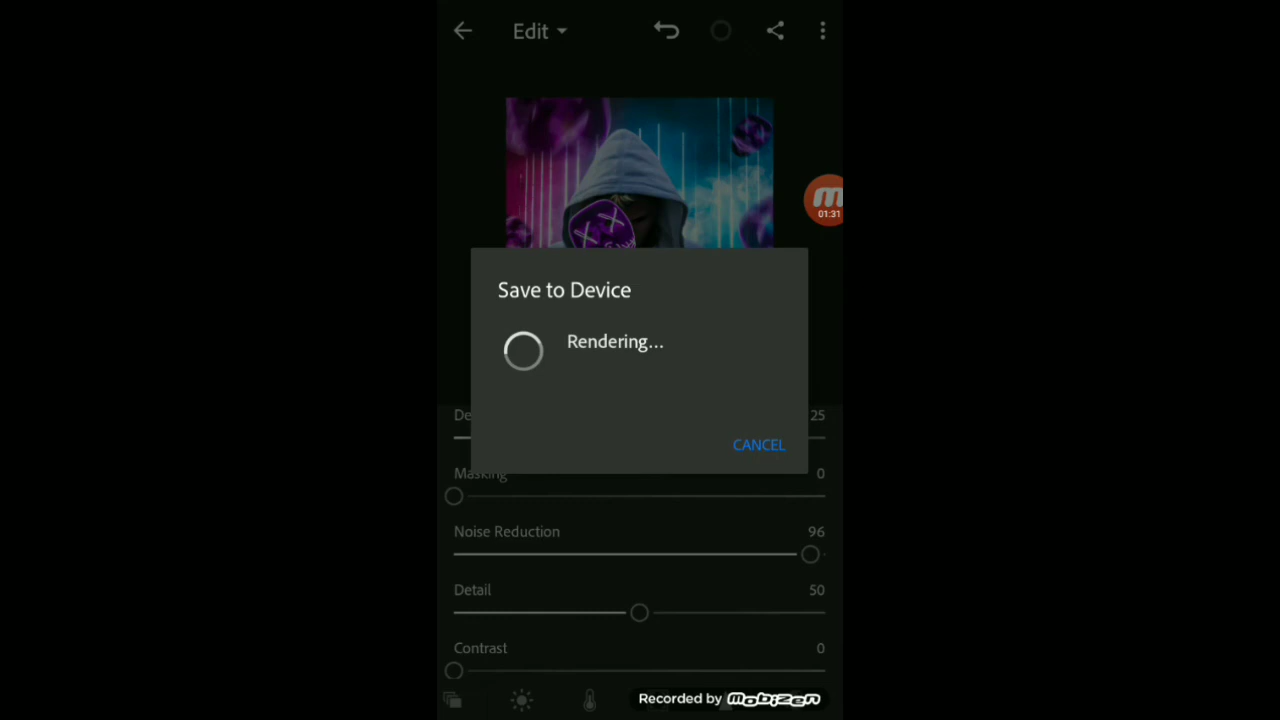 Edit
01:31
Save to Device
Rendering...
CANCEL
De 25
Masking 0
Noise Reduction 96
Detail 50
Contrast 0
Recorded by mobizen